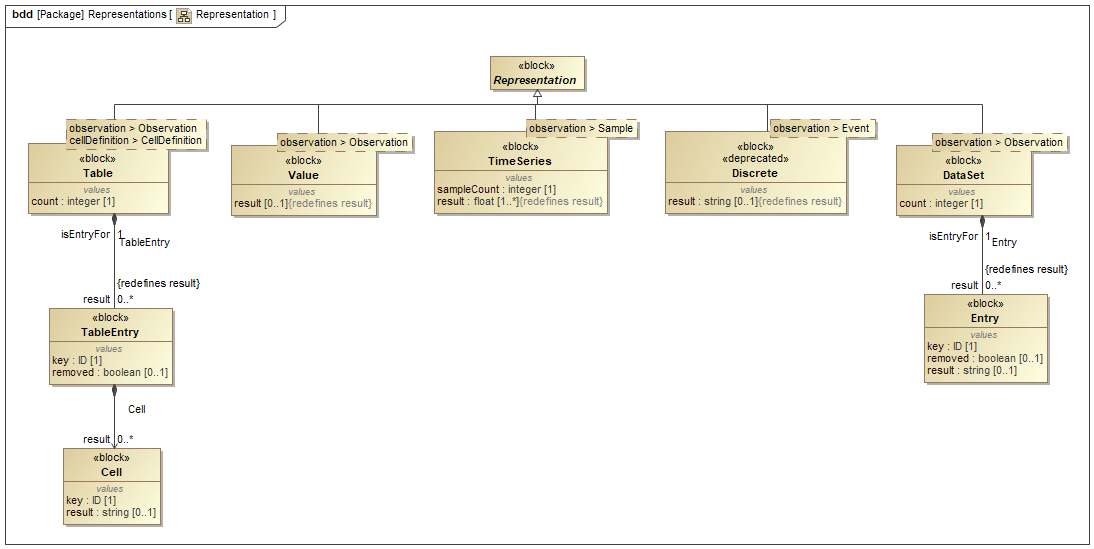 bdd [Package] Representations [ Representation ]
«block»
Representation
observation > Observation
cellDefinition > CellDefinition
«block»
Table
values
count : integer [1]
observation > Observation
«block»
Value
values
result [0..1]{redefines result}
observation > Sample
«block»
TimeSeries
values
sampleCount : integer [1]
result : float [1..*]{redefines result}
observation > Event
«block»
«deprecated»
Discrete
values
result : string [0..1]{redefines result}
observation > Observation
«block»
DataSet
values
count : integer [1]
isEntryFor 1
TableEntry
{redefines result}
result 0..*
«block»
TableEntry
values
key : ID [1]
removed : boolean [0..1]
Cell
result 0..*
«block»
Cell
values
key : ID [1]
result : string [0..1]
isEntryFor 1
Entry
{redefines result}
result 0..*
«block»
Entry
values
key : ID [1]
removed : boolean [0..1]
result : string [0..1]